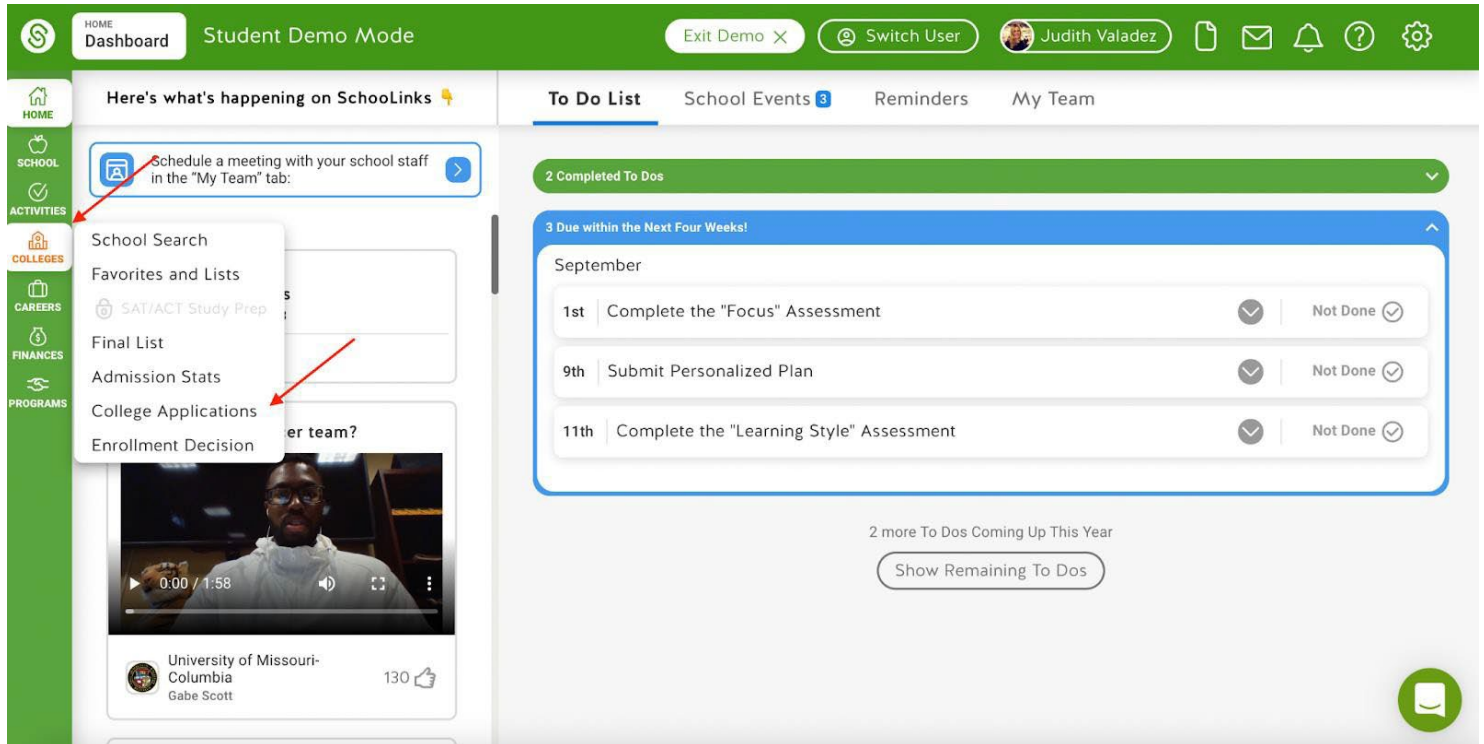 HOME
Dashboard
Student Demo Mode
Exit Demo
Switch User
Judith Valadez
HOME
SCHOOL
ACTIVITIES
COLLEGES
CAREERS
FINANCES
PROGRAMS
Here's what's happening on SchooLinks
Schedule a meeting with your school staff
in the "My Team" tab:
School Search
Favorites and Lists
SAT/ACT Study Prep
Final List
Admission Stats
College Applications
Enrollment Decision
team?
0:00 / 1:58
University of Missouri-
Columbia
Gabe Scott
130
To Do List
School Events 3
Reminders
My Team
2 Completed To Dos
3 Due within the Next Four Weeks!
September
1st Complete the "Focus" Assessment Not Done
9th Submit Personalized Plan Not Done
11th Complete the "Learning Style" Assessment Not Done
2 more To Dos Coming Up This Year
Show Remaining To Dos